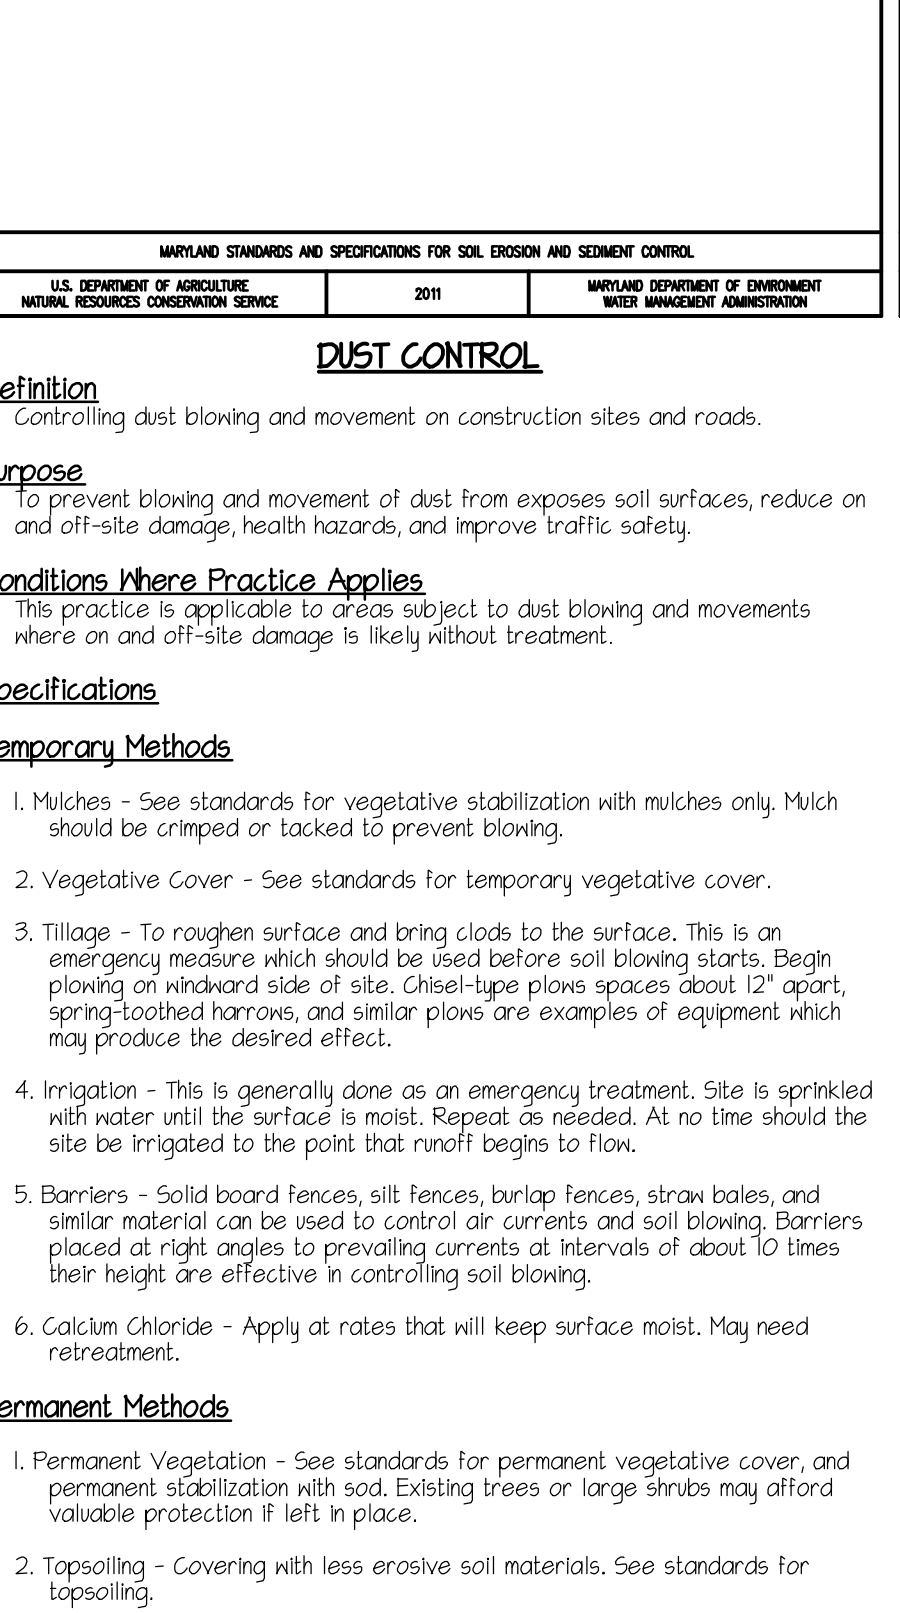 MARYLAND STANDARDS AND SPECIFICATIONS FOR SOIL EROSION AND SEDIMENT CONTROL
U.S. DEPARTMENT OF AGRICULTURE
NATURAL RESOURCES CONSERVATION SERVICE
2011
MARYLAND DEPARTMENT OF ENVIRONMENT
WATER MANAGEMENT ADMINISTRATION
DUST CONTROL
efinition
Controlling dust blowing and movement on construction sites and roads.
urpose
To prevent blowing and movement of dust from exposes soil surfaces, reduce on
and off-site damage, health hazards, and improve traffic safety.
onditions Where Practice Applies
This practice is applicable to areas subject to dust blowing and movements
where on and off-site damage is likely without treatment.
pecifications
emporary Methods
1. Mulches - See standards for vegetative stabilization with mulches only. Mulch
should be crimped or tacked to prevent blowing.
2. Vegetative Cover - See standards for temporary vegetative cover.
3. Tillage - To roughen surface and bring clods to the surface. This is an
emergency measure which should be used before soil blowing starts. Begin
plowing on windward side of site. Chisel-type plows spaces about 12" apart,
spring-toothed harrows, and similar plows are examples of equipment which
may produce the desired effect.
4. Irrigation - This is generally done as an emergency treatment. Site is sprinkled
with water until the surface is moist. Repeat as needed. At no time should the
site be irrigated to the point that runoff begins to flow.
5. Barriers - Solid board fences, silt fences, burlap fences, straw bales, and
similar material can be used to control air currents and soil blowing. Barriers
placed at right angles to prevailing currents at intervals of about 10 times
their height are effective in controlling soil blowing.
6. Calcium Chloride - Apply at rates that will keep surface moist. May need
retreatment.
ermanent Methods
1. Permanent Vegetation - See standards for permanent vegetative cover, and
permanent stabilization with sod. Existing trees or large shrubs may afford
valuable protection if left in place.
2. Topsoiling - Covering with less erosive soil materials. See standards for
topsoiling.